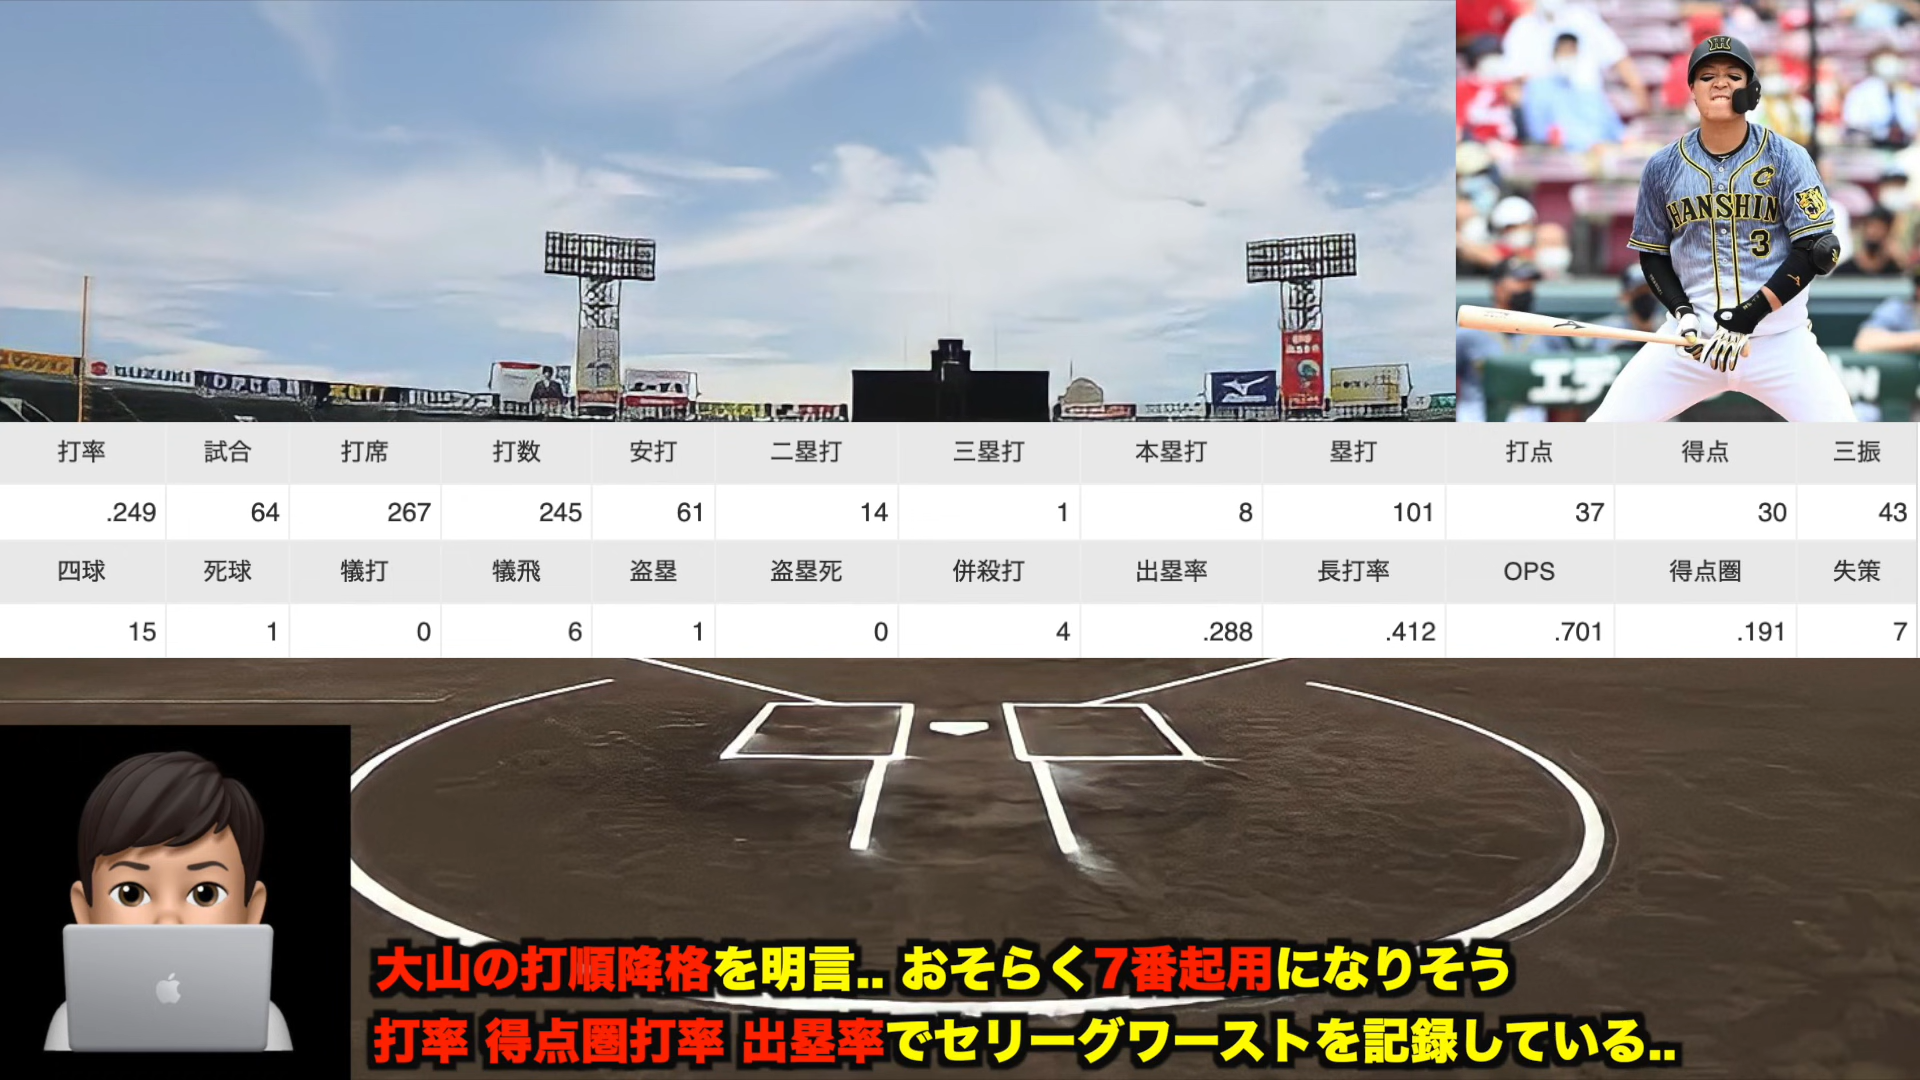 SUZUKI
HANSHIN
3
C
エデ
打率 試合 打席 打数 安打 二塁打 三塁打 本塁打 塁打 打点 得点 三振
.249 64 267 245 61 14 1 8 101 37 30 43
四球 死球 犠打 犠飛 盗塁 盗塁死 併殺打 出塁率 長打率 OPS 得点圏 失策
15 1 0 6 1 0 4 .288 .412 .701 .191 7
大山の打順降格を明言.. おそらく7番起用になりそう
打率 得点圏打率 出塁率でセリーグワーストを記録している..